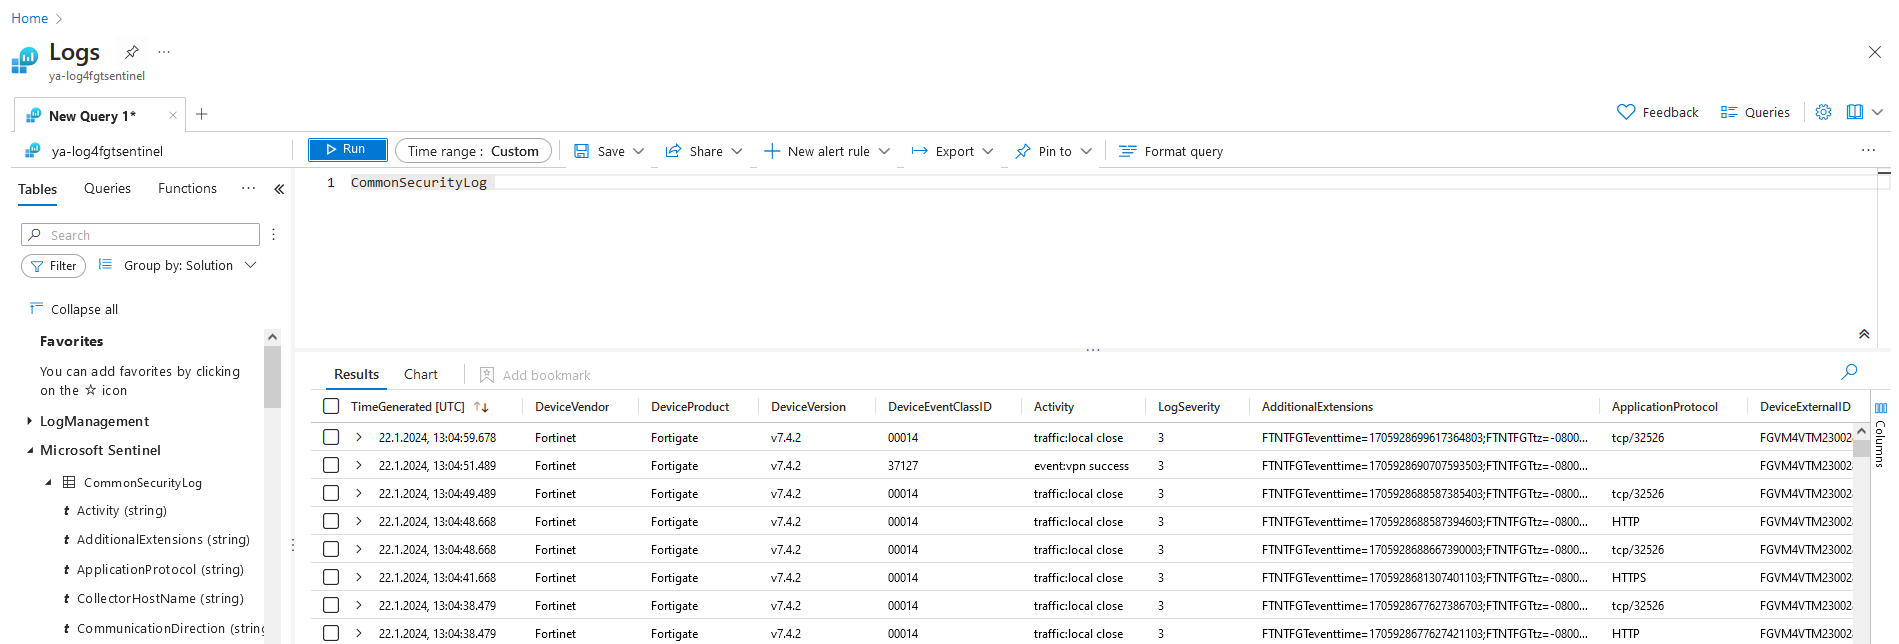 Home >
Logs ...
ya-log4fgtsentinel
New Query 1* × +
Feedback Queries
ya-log4fgtsentinel
Run Time range : Custom Save Share New alert rule Export Pin to Format query ...
Tables Queries Functions ... «
1 CommonSecurityLog
Search
Filter Group by: Solution
Collapse all
Favorites
You can add favorites by clicking
on the ☆ icon
LogManagement
Microsoft Sentinel
CommonSecurityLog
t Activity (string)
t AdditionalExtensions (string)
t ApplicationProtocol (string)
t CollectorHostName (string)
t CommunicationDirection (string
Results Chart Add bookmark
TimeGenerated [UTC] ↑↓ DeviceVendor DeviceProduct DeviceVersion DeviceEventClassID Activity LogSeverity AdditionalExtensions ApplicationProtocol DeviceExternalID
22.1.2024, 13:04:59.678 Fortinet Fortigate v7.4.2 00014 traffic:local close 3 FTNTFGTeventtime=1705928699617364803;FTNTFGTtz=-0800... tcp/32526 FGVM4VTM23002
22.1.2024, 13:04:51.489 Fortinet Fortigate v7.4.2 37127 event:vpn success 3 FTNTFGTeventtime=1705928690707593503;FTNTFGTtz=-0800... FGVM4VTM23002
22.1.2024, 13:04:49.489 Fortinet Fortigate v7.4.2 00014 traffic:local close 3 FTNTFGTeventtime=1705928688587385403;FTNTFGTtz=-0800... tcp/32526 FGVM4VTM23002
22.1.2024, 13:04:48.668 Fortinet Fortigate v7.4.2 00014 traffic:local close 3 FTNTFGTeventtime=1705928688587394603;FTNTFGTtz=-0800... HTTP FGVM4VTM23002
22.1.2024, 13:04:48.668 Fortinet Fortigate v7.4.2 00014 traffic:local close 3 FTNTFGTeventtime=1705928688667390003;FTNTFGTtz=-0800... tcp/32526 FGVM4VTM23002
22.1.2024, 13:04:41.668 Fortinet Fortigate v7.4.2 00014 traffic:local close 3 FTNTFGTeventtime=1705928681307401103;FTNTFGTtz=-0800... HTTPS FGVM4VTM23002
22.1.2024, 13:04:38.479 Fortinet Fortigate v7.4.2 00014 traffic:local close 3 FTNTFGTeventtime=1705928677627386703;FTNTFGTtz=-0800... tcp/32526 FGVM4VTM23002
22.1.2024, 13:04:38.479 Fortinet Fortigate v7.4.2 00014 traffic:local close 3 FTNTFGTeventtime=1705928677627421103;FTNTFGTtz=-0800... HTTP FGVM4VTM23002
Columns